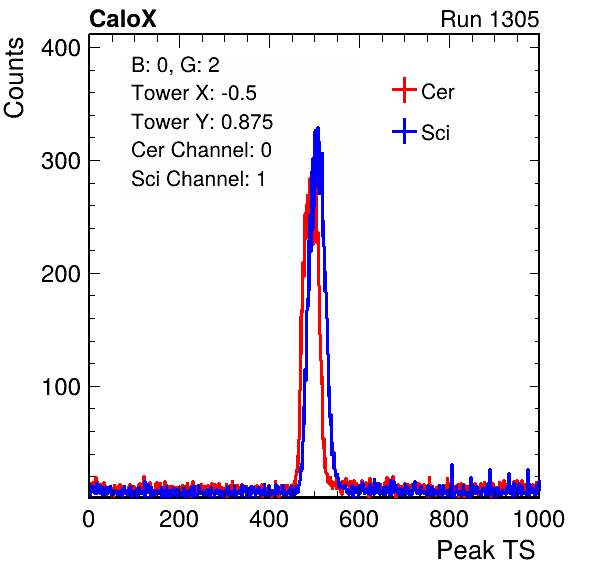 CaloX
Run 1305
Counts
400
300
200
100
B: 0, G: 2
Tower X: -0.5
Tower Y: 0.875
Cer Channel: 0
Sci Channel: 1
Cer
Sci
0
200
400
600
800
1000
Peak TS